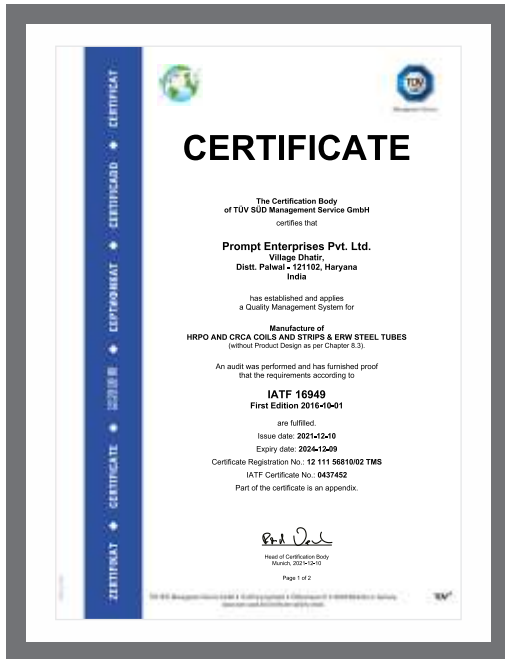 CERTIFICATE
The Certification Body
of TÜV SÜD Management Service GmbH
certifies that
Prompt Enterprises Pvt. Ltd.
Village Dhatir,
Distt. Palwal - 121102, Haryana
India
has established and applies
a Quality Management System for
Manufacture of
HRPO AND CRCA COILS AND STRIPS & ERW STEEL TUBES
(without Product Design as per Chapter 8.3).
An audit was performed and has furnished proof
that the requirements according to
IATF 16949
First Edition 2016-10-01
are fulfilled.
Issue date: 2021-12-10
Expiry date: 2024-12-09
Certificate Registration No.: 12 111 56810/02 TMS
IATF Certificate No.: 0437452
Part of the certificate is an appendix.
Head of Certification Body
Munich, 2021-12-10
Page 1 of 2
ZERTIFIKAT ◆ CERTIFICATE ◆ ◆ СЕРТИФИКАТ ◆ CERTIFICADO ◆ CERTIFICAT
TÜV
TÜV